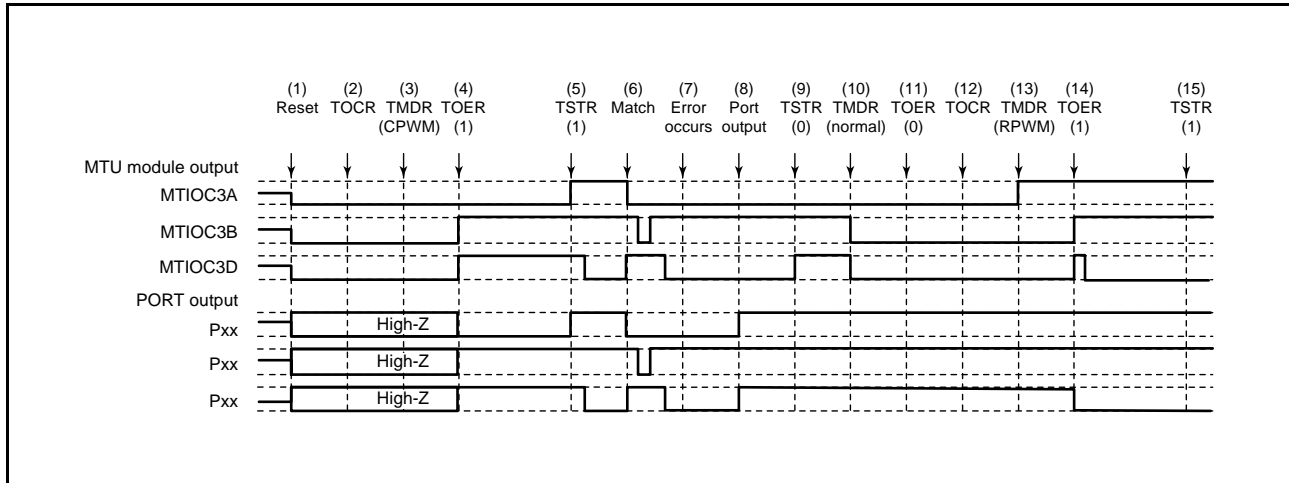 (1) (2) (3) (4) (5) (6) (7) (8) (9) (10) (11) (12) (13) (14) (15)
Reset TOCR TMDR TOER TSTR Match Error Port TSTR TMDR TOER TOCR TMDR TOER TSTR
(CPWM) (1) (1) occurs output (0) (normal) (0) (RPWM) (1) (1)
MTU module output
MTIOC3A
MTIOC3B
MTIOC3D
PORT output
Pxx High-Z
Pxx High-Z
Pxx High-Z